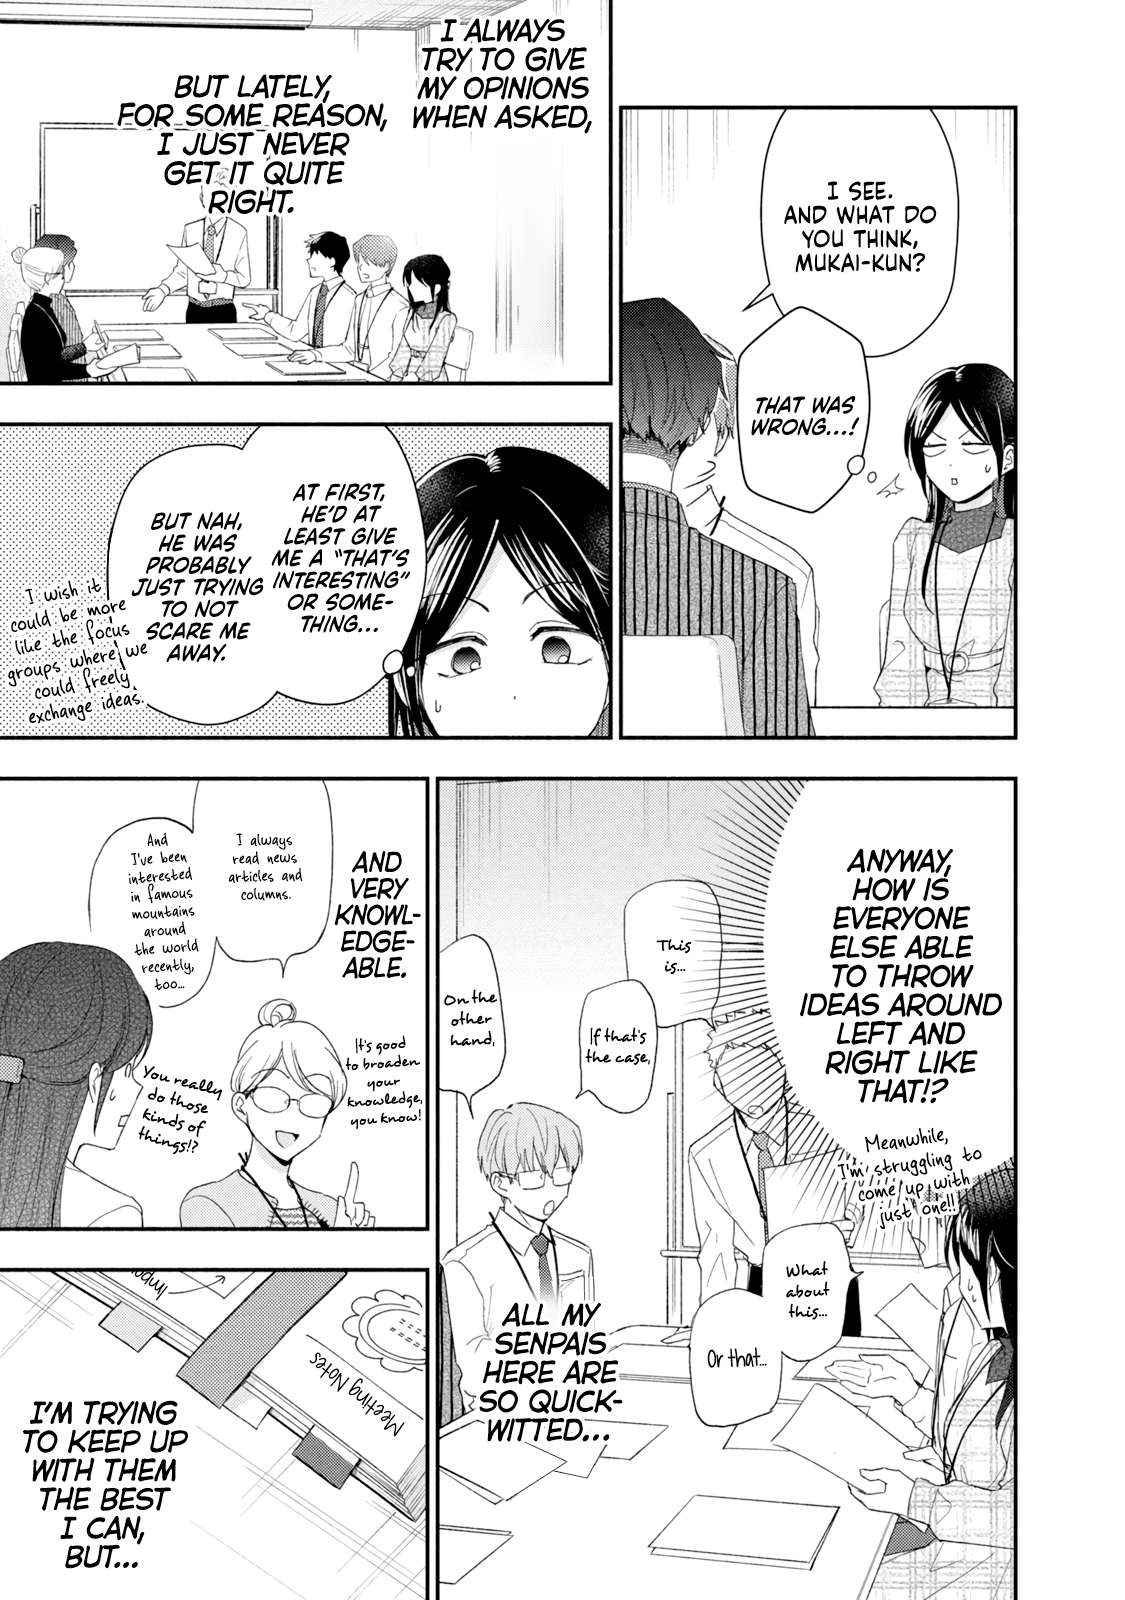 I ALWAYS
TRY TO GIVE
MY OPINIONS
WHEN ASKED,
BUT LATELY,
FOR SOME REASON,
I JUST NEVER
GET IT QUITE
RIGHT.
I SEE.
AND WHAT DO
YOU THINK,
MUKAI-KUN?
THAT WAS
WRONG...!
AT FIRST,
HE'D AT
LEAST GIVE
ME A "THAT'S
INTERESTING"
OR SOME-
THING...
BUT NAH,
HE WAS
PROBABLY
JUST TRYING
TO NOT
SCARE ME
AWAY.
I wish it
could be more
like the focus
groups where we
could freely
exchange ideas.
ANYWAY,
HOW IS
EVERYONE
ELSE ABLE
TO THROW
IDEAS AROUND
LEFT AND
RIGHT LIKE
THAT!?
Meanwhile,
I'm struggling to
come up with
just one!!
This
is...
If that's
the case,
On the
other
hand,
What
about
this...
Or that...
ALL MY
SENPAIS
HERE ARE
SO QUICK-
WITTED...
AND
VERY
KNOWL-
EDGE-
ABLE.
I always
read news
articles and
columns.
And
I've been
interested
in famous
mountains
around
the world
recently,
too...
It's good
to broaden
your
knowledge,
you know!
You really
do those
kinds of
things!?
Meeting Notes
Impo
I'M TRYING
TO KEEP UP
WITH THEM
THE BEST
I CAN,
BUT...